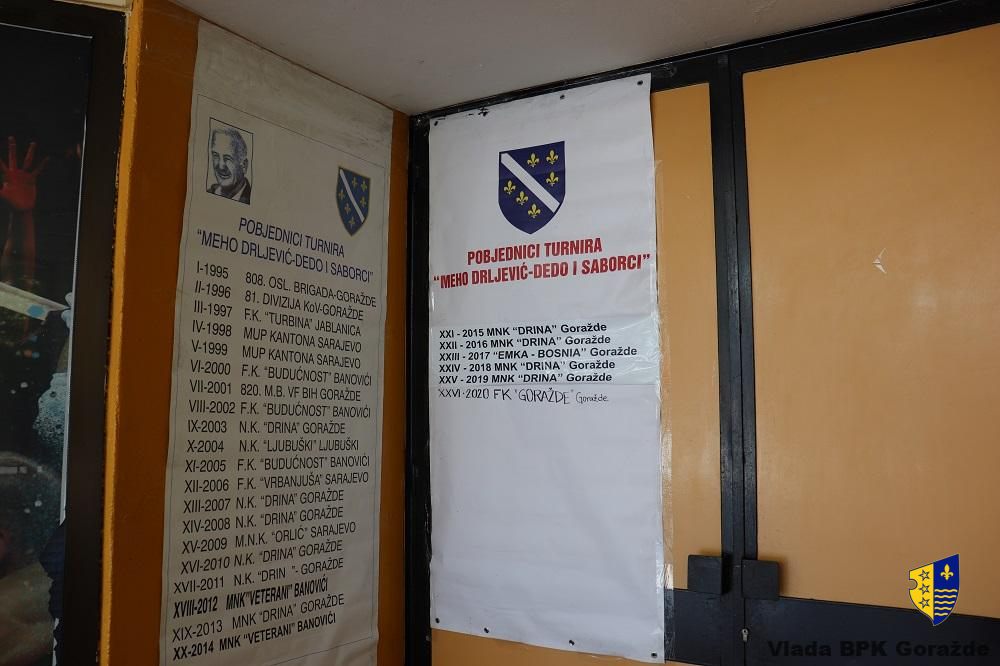 POBJEDNICI TURNIRA
“MEHO DRLJEVIĆ-DEDO I SABORCI”
I-1995 808. OSL. BRIGADA-GORAŽDE
II-1996 81. DIVIZIJA KoV-GORAŽDE
III-1997 F.K. “TURBINA” JABLANICA
IV-1998 MUP KANTONA SARAJEVO
V-1999 MUP KANTONA SARAJEVO
VI-2000 F.K. “BUDUĆNOST” BANOVIĆI
VII-2001 820. M.B. VF BIH GORAŽDE
VIII-2002 F.K. “BUDUĆNOST” BANOVIĆI
IX-2003 N.K. “DRINA” GORAŽDE
X-2004 N.K. “LJUBUŠKI” LJUBUŠKI
XI-2005 F.K. “BUDUĆNOST” BANOVIĆI
XII-2006 F.K. “VRBANJUŠA” SARAJEVO
XIII-2007 N.K. “DRINA” GORAŽDE
XIV-2008 N.K. “DRINA” GORAŽDE
XV-2009 M.N.K. “ORLIĆ” SARAJEVO
XVI-2010 N.K. “DRINA” GORAŽDE
XVII-2011 N.K. “DRIN ”- GORAŽDE
XVIII-2012 MNK”VETERANI” BANOVIĆI
XIX-2013 MNK “DRINA” GORAŽDE
XX-2014 MNK “VETERANI” BANOVIĆI
POBJEDNICI TURNIRA
“MEHO DRLJEVIĆ-DEDO I SABORCI”
XXI - 2015 MNK “DRINA” Goražde
XXII - 2016 MNK “DRINA” Goražde
XXIII - 2017 “EMKA - BOSNIA” Goražde
XXIV - 2018 MNK “DRINA” Goražde
XXV - 2019 MNK “DRINA” Goražde
XXVI - 2020 FK "GORAŽDE" Goražde
Vlada BPK Goražde